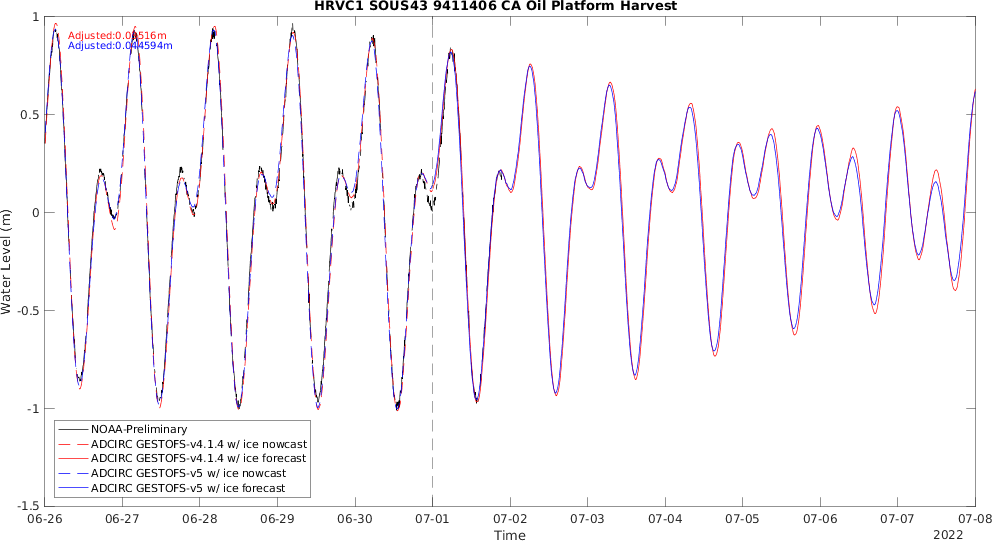 HRVC1 SOUS43 9411406 CA Oil Platform Harvest
Adjusted:0.04594m
1
0.5
0
-0.5
-1
-1.5
Water Level (m)
NOAA-Preliminary
ADCIRC GESTOFS-v4.1.4 w/ ice nowcast
ADCIRC GESTOFS-v4.1.4 w/ ice forecast
ADCIRC GESTOFS-v5 w/ ice nowcast
ADCIRC GESTOFS-v5 w/ ice forecast
06-26 06-27 06-28 06-29 06-30 07-01 07-02 07-03 07-04 07-05 07-06 07-07 07-08
Time
2022